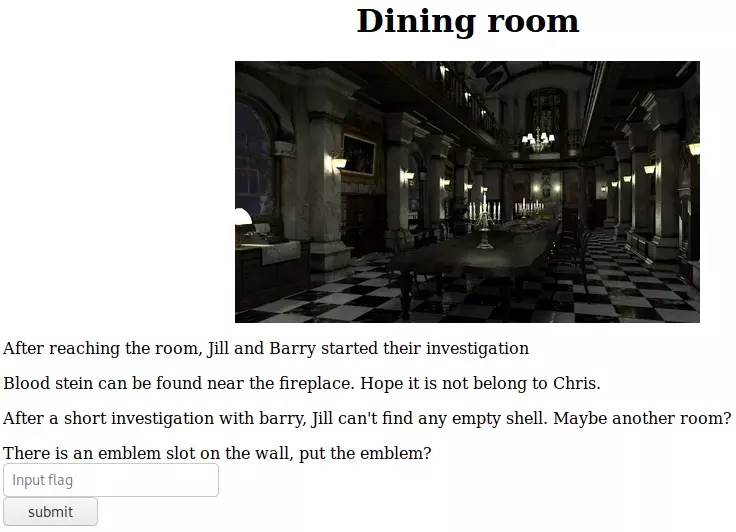 Dining room
After reaching the room, Jill and Barry started their investigation
Blood stein can be found near the fireplace. Hope it is not belong to Chris.
After a short investigation with barry, Jill can't find any empty shell. Maybe another room?
There is an emblem slot on the wall, put the emblem?
Input flag
submit